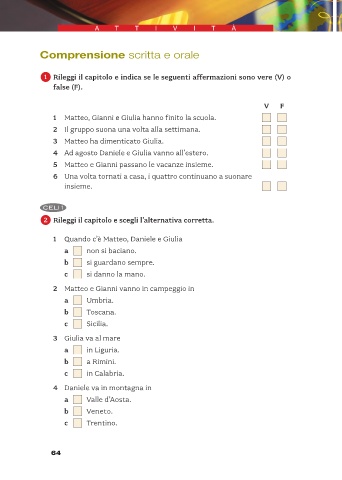 ATTIVITÀ
Comprensione scritta e orale
1 Rileggi il capitolo e indica se le seguenti affermazioni sono vere (V) o
false (F).
V F
1 Matteo, Gianni e Giulia hanno finito la scuola.
2 Il gruppo suona una volta alla settimana.
3 Matteo ha dimenticato Giulia.
4 Ad agosto Daniele e Giulia vanno all'estero.
5 Matteo e Gianni passano le vacanze insieme.
6 Una volta tornati a casa, i quattro continuano a suonare
insieme.
CELI 1
2 Rileggi il capitolo e scegli l'alternativa corretta.
1 Quando c'è Matteo, Daniele e Giulia
a non si baciano.
b si guardano sempre.
c si danno la mano.
2 Matteo e Gianni vanno in campeggio in
a Umbria.
b Toscana.
c Sicilia.
3 Giulia va al mare
a in Liguria.
b a Rimini.
c in Calabria.
4 Daniele va in montagna in
a Valle d'Aosta.
b Veneto.
c Trentino.
64